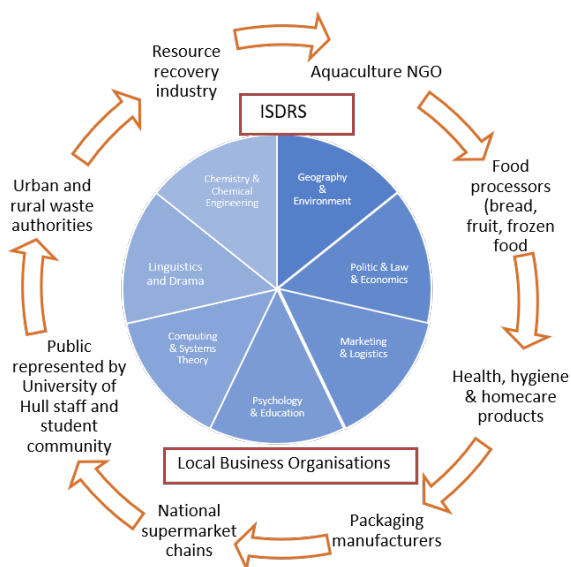 Resource
recovery
industry
Aquaculture NGO
ISDRS
Food
processors
(bread,
fruit, frozen
food
Health, hygiene
& homecare
products
Packaging
manufacturers
National
supermarket
chains
Public
represented by
University of
Hull staff and
student
community
Urban and
rural waste
authorities
Chemistry &
Chemical
Engineering
Geography
&
Environment
Politic & Law
& Economics
Marketing
& Logistics
Psychology
& Education
Computing
& Systems
Theory
Linguistics
and Drama
Local Business Organisations